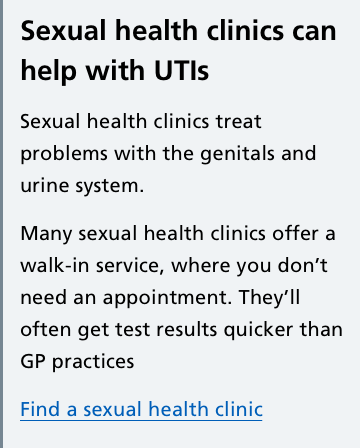 Sexual health clinics can
help with UTIs
Sexual health clinics treat
problems with the genitals and
urine system.
Many sexual health clinics offer a
walk-in service, where you don’t
need an appointment. They’ll
often get test results quicker than
GP practices
Find a sexual health clinic